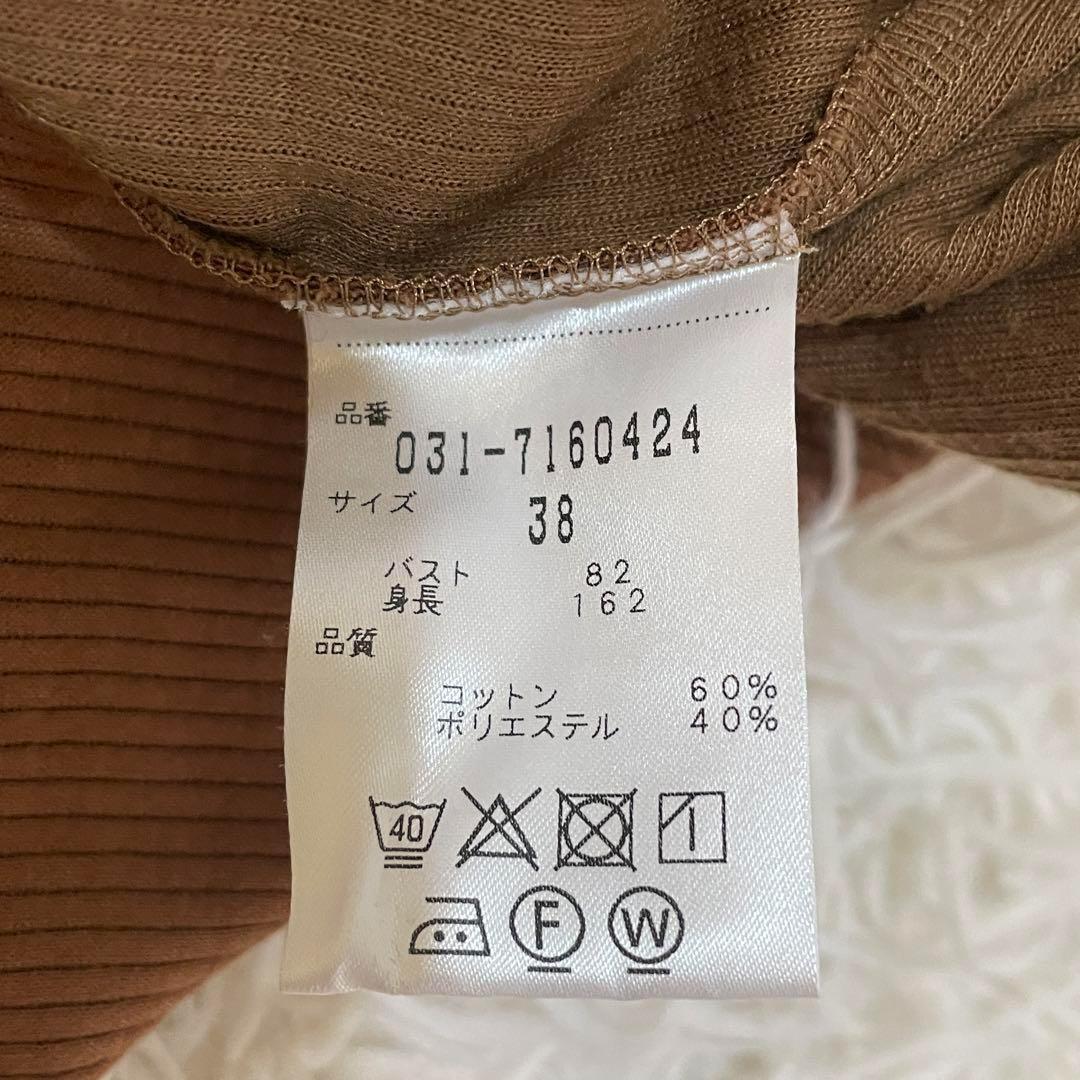 品番
031-7160424
サイズ
38
バスト 82
身長 162
品質
コットン 60%
ポリエステル 40%
40
F W